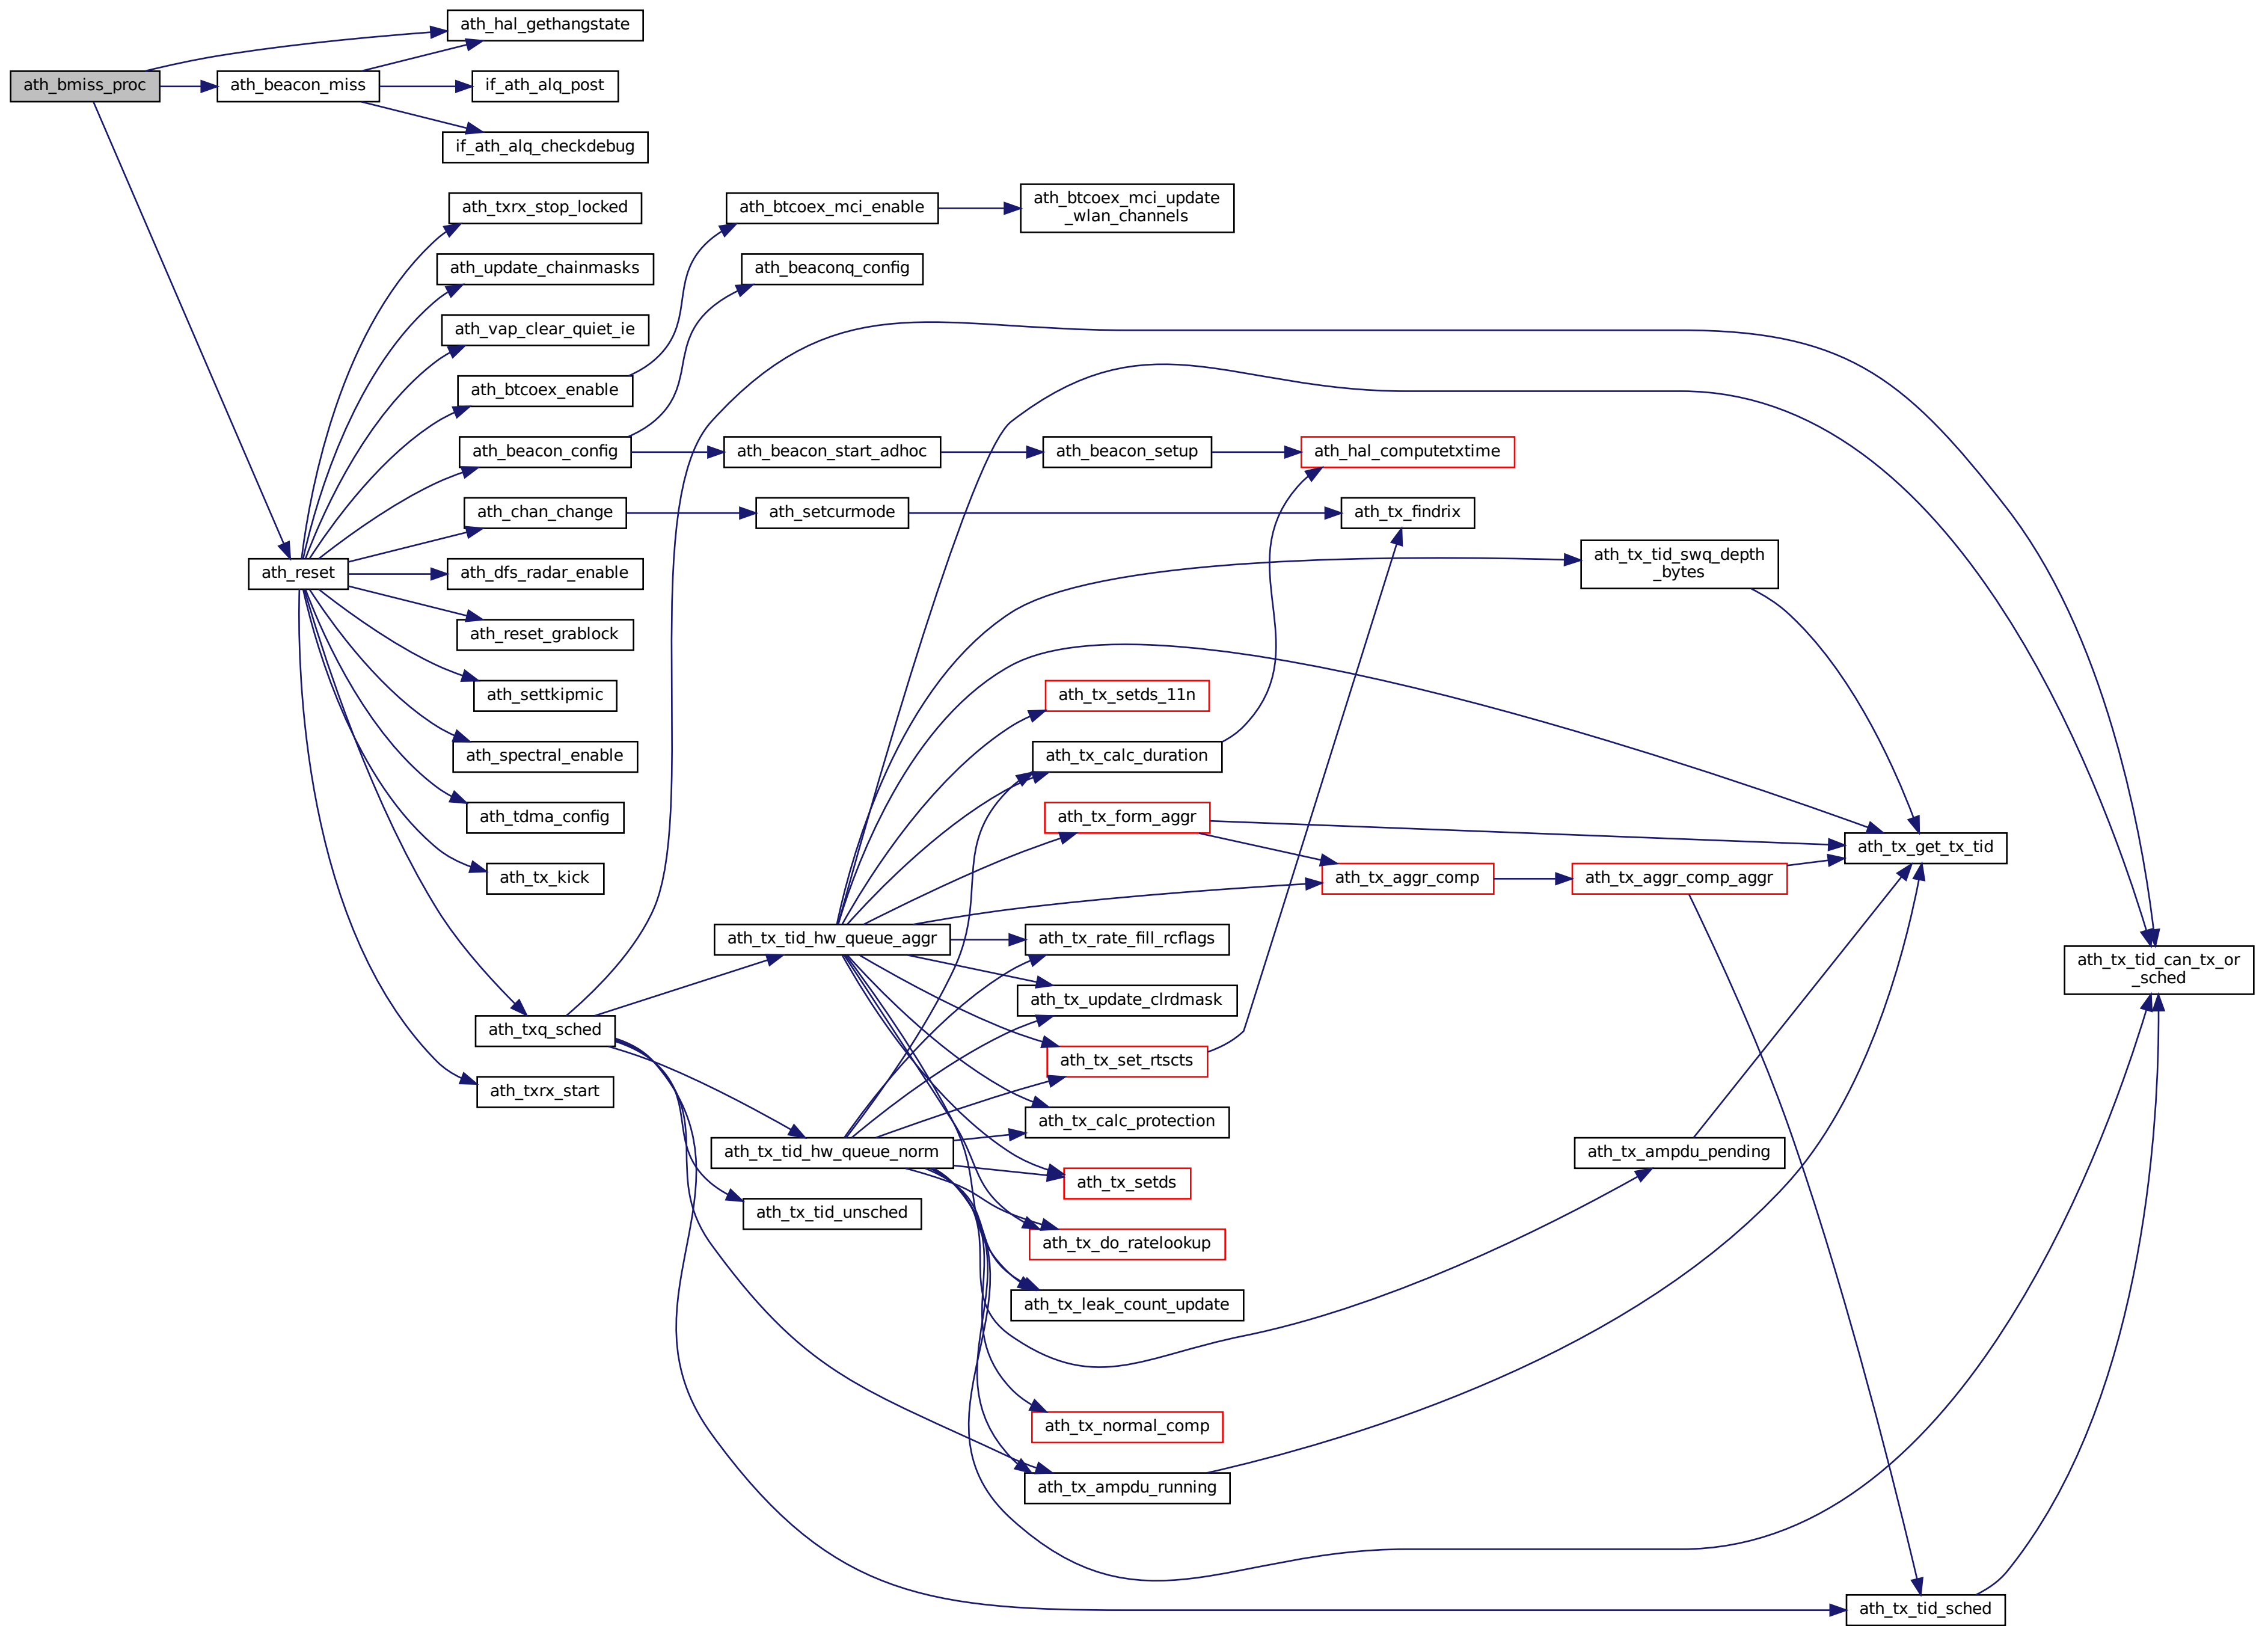 ath_hal_gethangstate
ath_bmiss_proc
ath_beacon_miss
if_ath_alq_post
if_ath_alq_checkdebug
ath_txrx_stop_locked
ath_btcoex_mci_enable
ath_btcoex_mci_update
_wlan_channels
ath_update_chainmasks
ath_beaconq_config
ath_vap_clear_quiet_ie
ath_btcoex_enable
ath_beacon_config
ath_beacon_start_adhoc
ath_beacon_setup
ath_hal_computetxtime
ath_chan_change
ath_setcurmode
ath_tx_findrix
ath_reset
ath_dfs_radar_enable
ath_tx_tid_swq_depth
_bytes
ath_reset_grablock
ath_settkipmic
ath_tx_setds_11n
ath_spectral_enable
ath_tx_calc_duration
ath_tdma_config
ath_tx_form_aggr
ath_tx_get_tx_tid
ath_tx_kick
ath_tx_aggr_comp
ath_tx_aggr_comp_aggr
ath_tx_tid_hw_queue_aggr
ath_tx_rate_fill_rcflags
ath_tx_tid_can_tx_or
_sched
ath_tx_update_clrdmask
ath_txq_sched
ath_tx_set_rtscts
ath_txrx_start
ath_tx_calc_protection
ath_tx_tid_hw_queue_norm
ath_tx_ampdu_pending
ath_tx_setds
ath_tx_tid_unsched
ath_tx_do_ratelookup
ath_tx_leak_count_update
ath_tx_normal_comp
ath_tx_ampdu_running
ath_tx_tid_sched